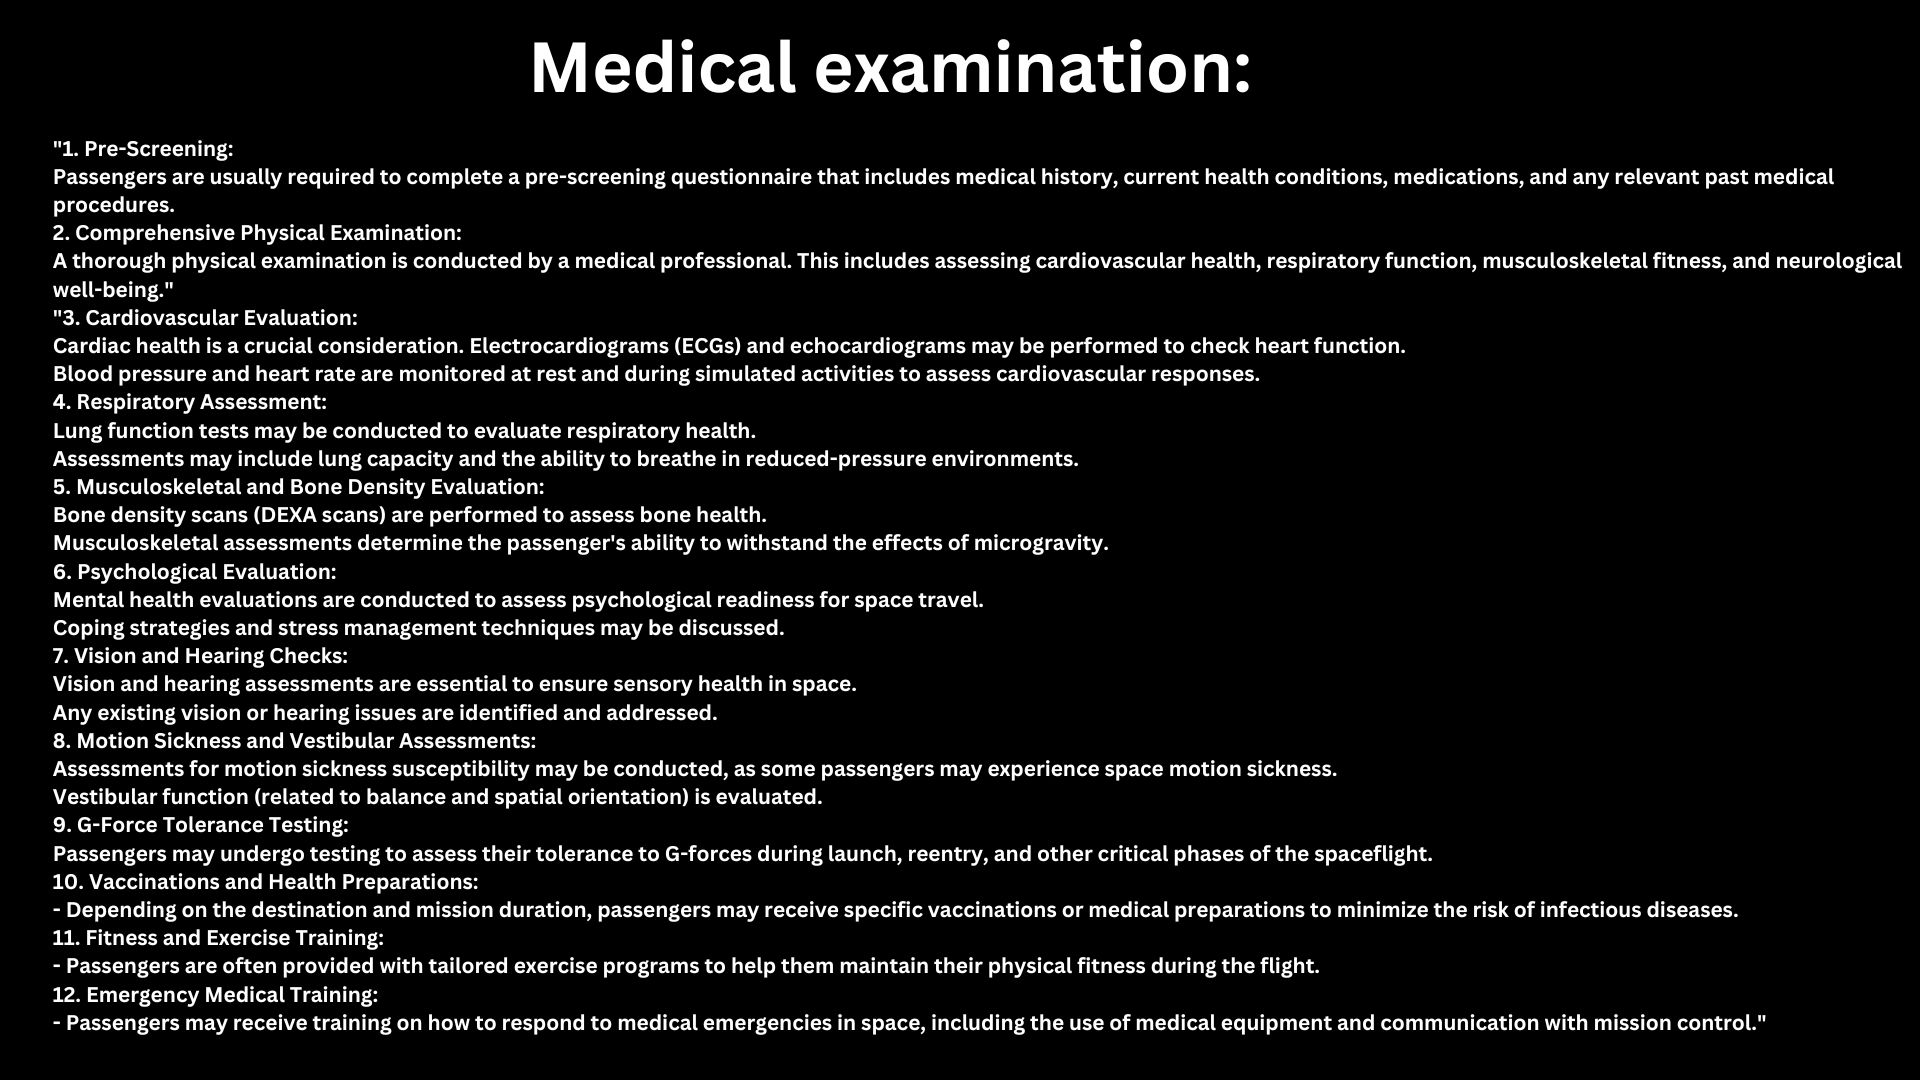 Medical examination:
"1. Pre-Screening:
Passengers are usually required to complete a pre-screening questionnaire that includes medical history, current health conditions, medications, and any relevant past medical
procedures.
2. Comprehensive Physical Examination:
A thorough physical examination is conducted by a medical professional. This includes assessing cardiovascular health, respiratory function, musculoskeletal fitness, and neurological
well-being."
"3. Cardiovascular Evaluation:
Cardiac health is a crucial consideration. Electrocardiograms (ECGs) and echocardiograms may be performed to check heart function.
Blood pressure and heart rate are monitored at rest and during simulated activities to assess cardiovascular responses.
4. Respiratory Assessment:
Lung function tests may be conducted to evaluate respiratory health.
Assessments may include lung capacity and the ability to breathe in reduced-pressure environments.
5. Musculoskeletal and Bone Density Evaluation:
Bone density scans (DEXA scans) are performed to assess bone health.
Musculoskeletal assessments determine the passenger's ability to withstand the effects of microgravity.
6. Psychological Evaluation:
Mental health evaluations are conducted to assess psychological readiness for space travel.
Coping strategies and stress management techniques may be discussed.
7. Vision and Hearing Checks:
Vision and hearing assessments are essential to ensure sensory health in space.
Any existing vision or hearing issues are identified and addressed.
8. Motion Sickness and Vestibular Assessments:
Assessments for motion sickness susceptibility may be conducted, as some passengers may experience space motion sickness.
Vestibular function (related to balance and spatial orientation) is evaluated.
9. G-Force Tolerance Testing:
Passengers may undergo testing to assess their tolerance to G-forces during launch, reentry, and other critical phases of the spaceflight.
10. Vaccinations and Health Preparations:
- Depending on the destination and mission duration, passengers may receive specific vaccinations or medical preparations to minimize the risk of infectious diseases.
11. Fitness and Exercise Training:
- Passengers are often provided with tailored exercise programs to help them maintain their physical fitness during the flight.
12. Emergency Medical Training:
- Passengers may receive training on how to respond to medical emergencies in space, including the use of medical equipment and communication with mission control."